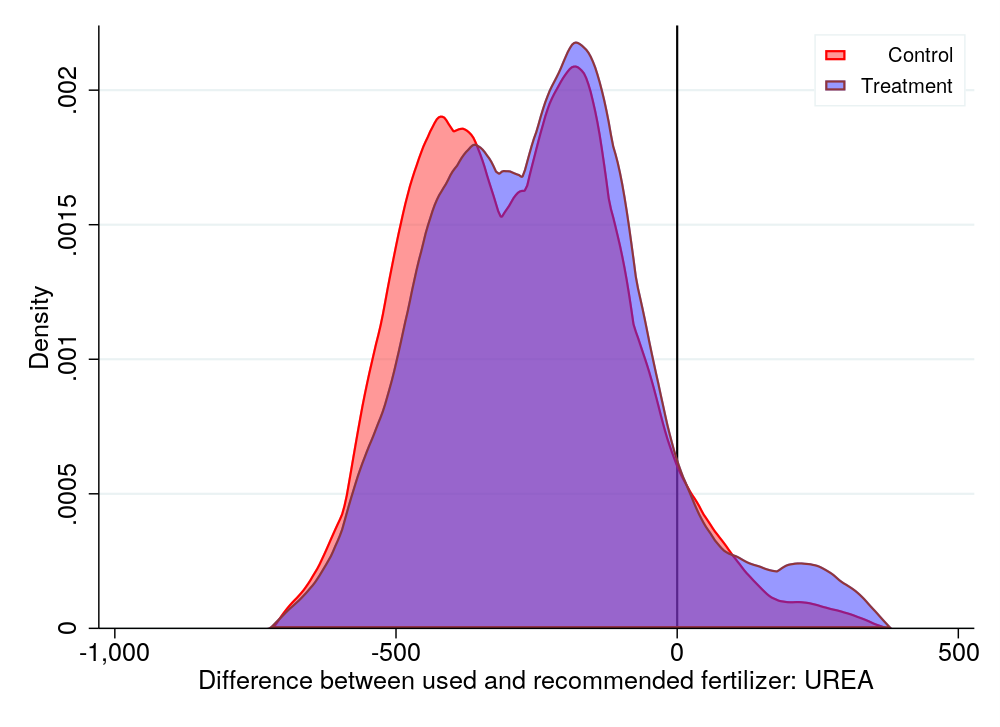 Control
Treatment
Density
.002
.0015
.001
.0005
0
-1,000
-500
0
500
Difference between used and recommended fertilizer: UREA